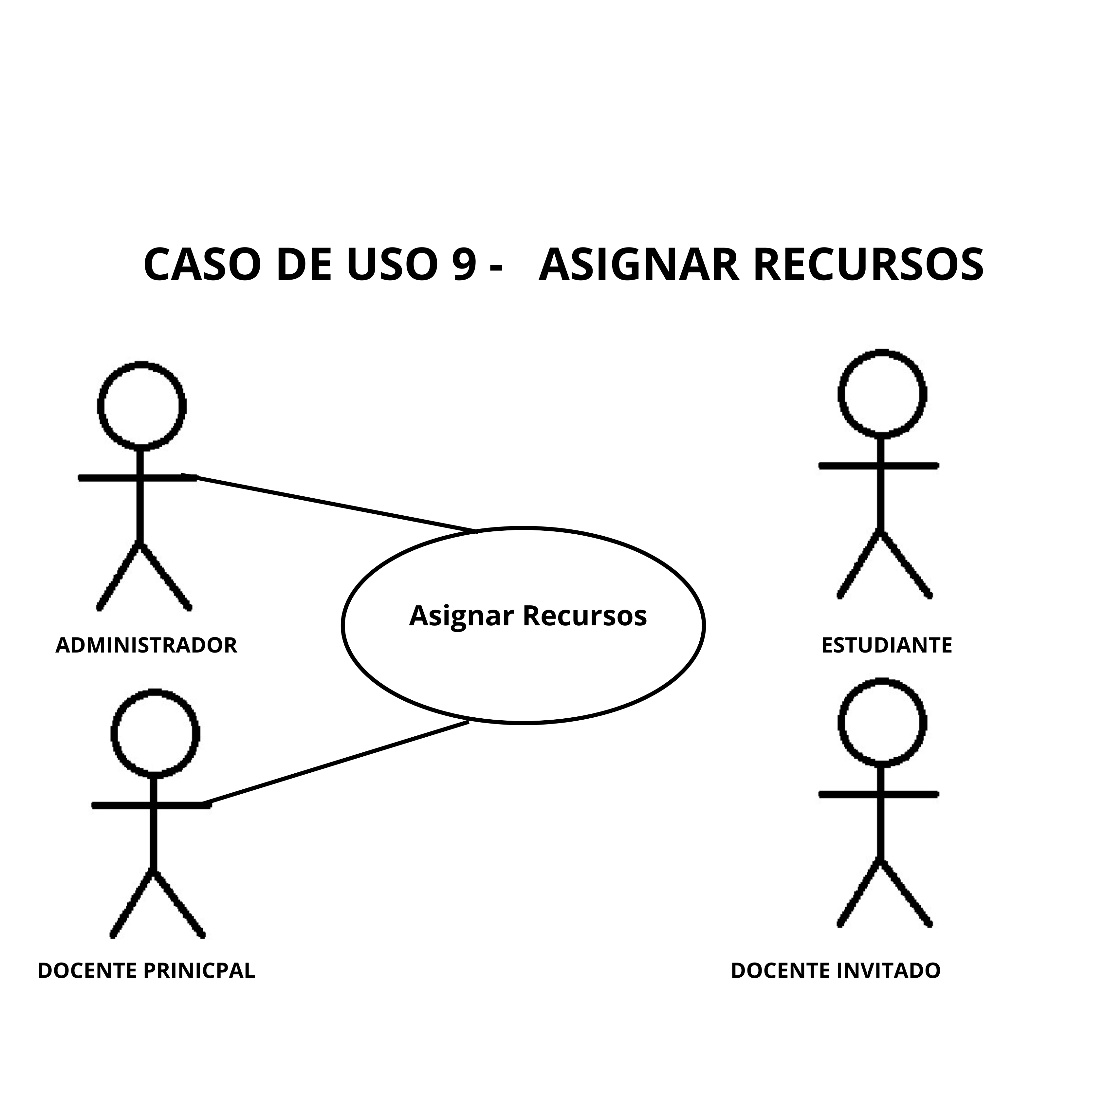 CASO DE USO 9 - ASIGNAR RECURSOS
Asignar Recursos
ADMINISTRADOR
ESTUDIANTE
DOCENTE PRINICPAL
DOCENTE INVITADO